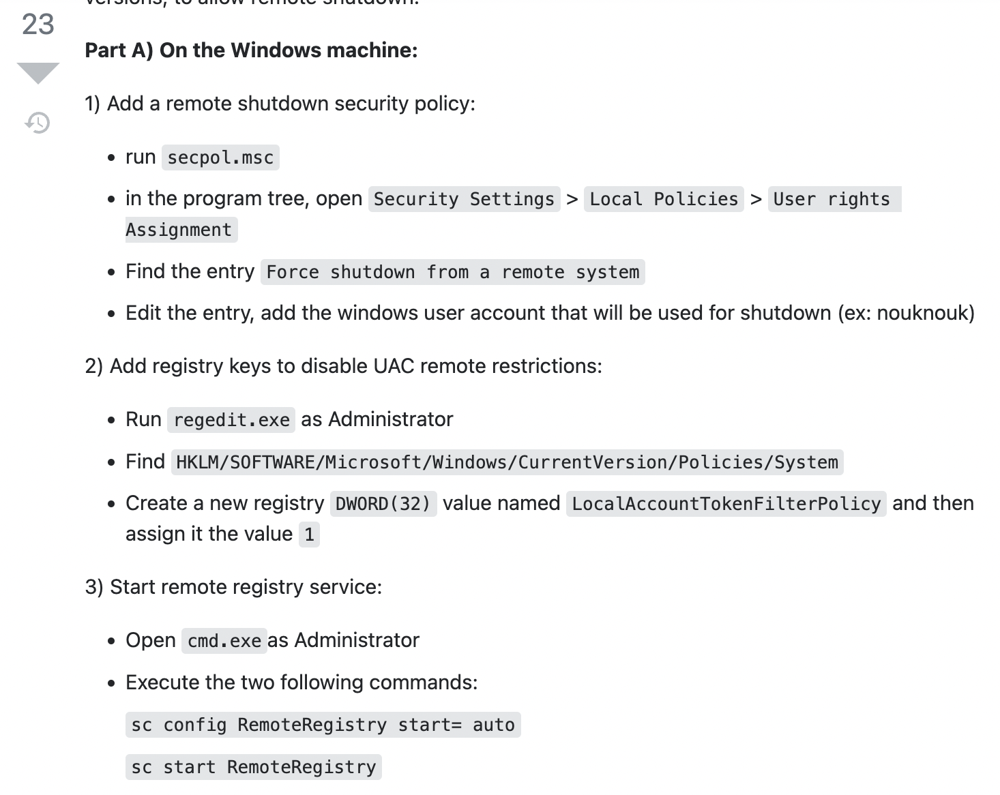 versions, to allow remote shutdown.
23
Part A) On the Windows machine:
1) Add a remote shutdown security policy:
• run secpol.msc
• in the program tree, open Security Settings > Local Policies > User rights
Assignment
• Find the entry Force shutdown from a remote system
• Edit the entry, add the windows user account that will be used for shutdown (ex: nouknouk)
2) Add registry keys to disable UAC remote restrictions:
• Run regedit.exe as Administrator
• Find HKLM/SOFTWARE/Microsoft/Windows/CurrentVersion/Policies/System
• Create a new registry DWORD(32) value named LocalAccountTokenFilterPolicy and then
assign it the value 1
3) Start remote registry service:
• Open cmd.exe as Administrator
• Execute the two following commands:
sc config RemoteRegistry start= auto
sc start RemoteRegistry